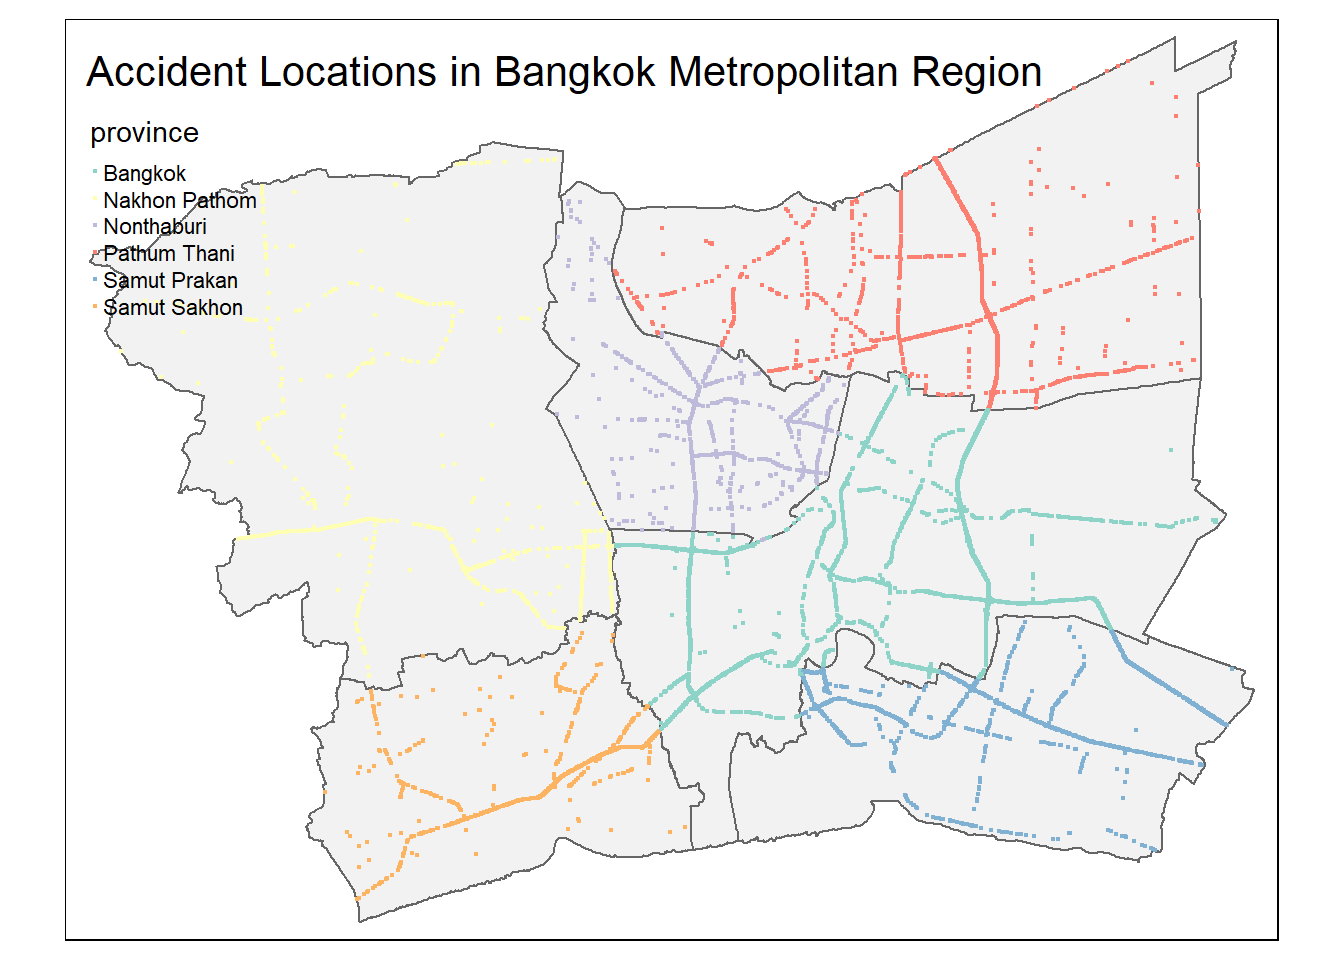 Accident Locations in Bangkok Metropolitan Region
province
Bangkok
Nakhon Pathom
Nonthaburi
Pathum Thani
Samut Prakan
Samut Sakhon